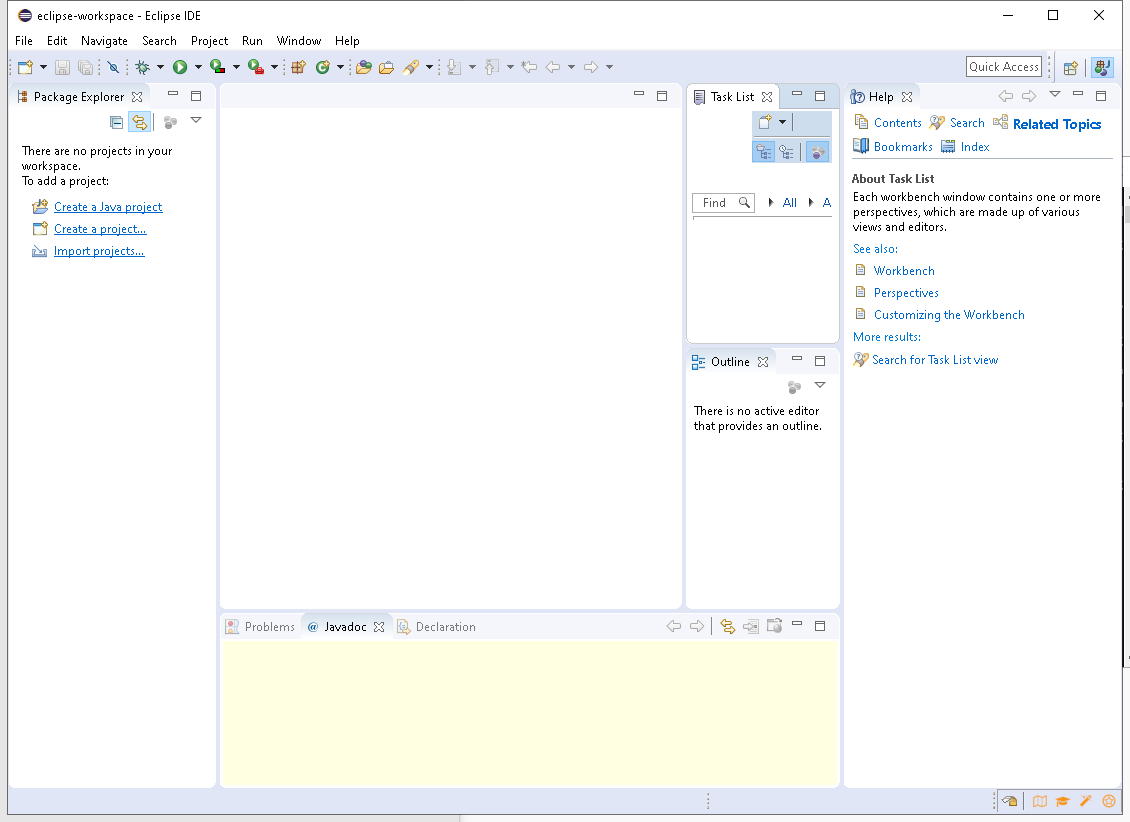 eclipse-workspace - Eclipse IDE
File Edit Navigate Search Project Run Window Help
Quick Access
Package Explorer
There are no projects in your
workspace.
To add a project:
Create a Java project
Create a project...
Import projects...
Task List
Find All A
Outline
There is no active editor
that provides an outline.
Problems @ Javadoc Declaration
Help
Contents Search Related Topics
Bookmarks Index
About Task List
Each workbench window contains one or more
perspectives, which are made up of various
views and editors.
See also:
Workbench
Perspectives
Customizing the Workbench
More results:
Search for Task List view